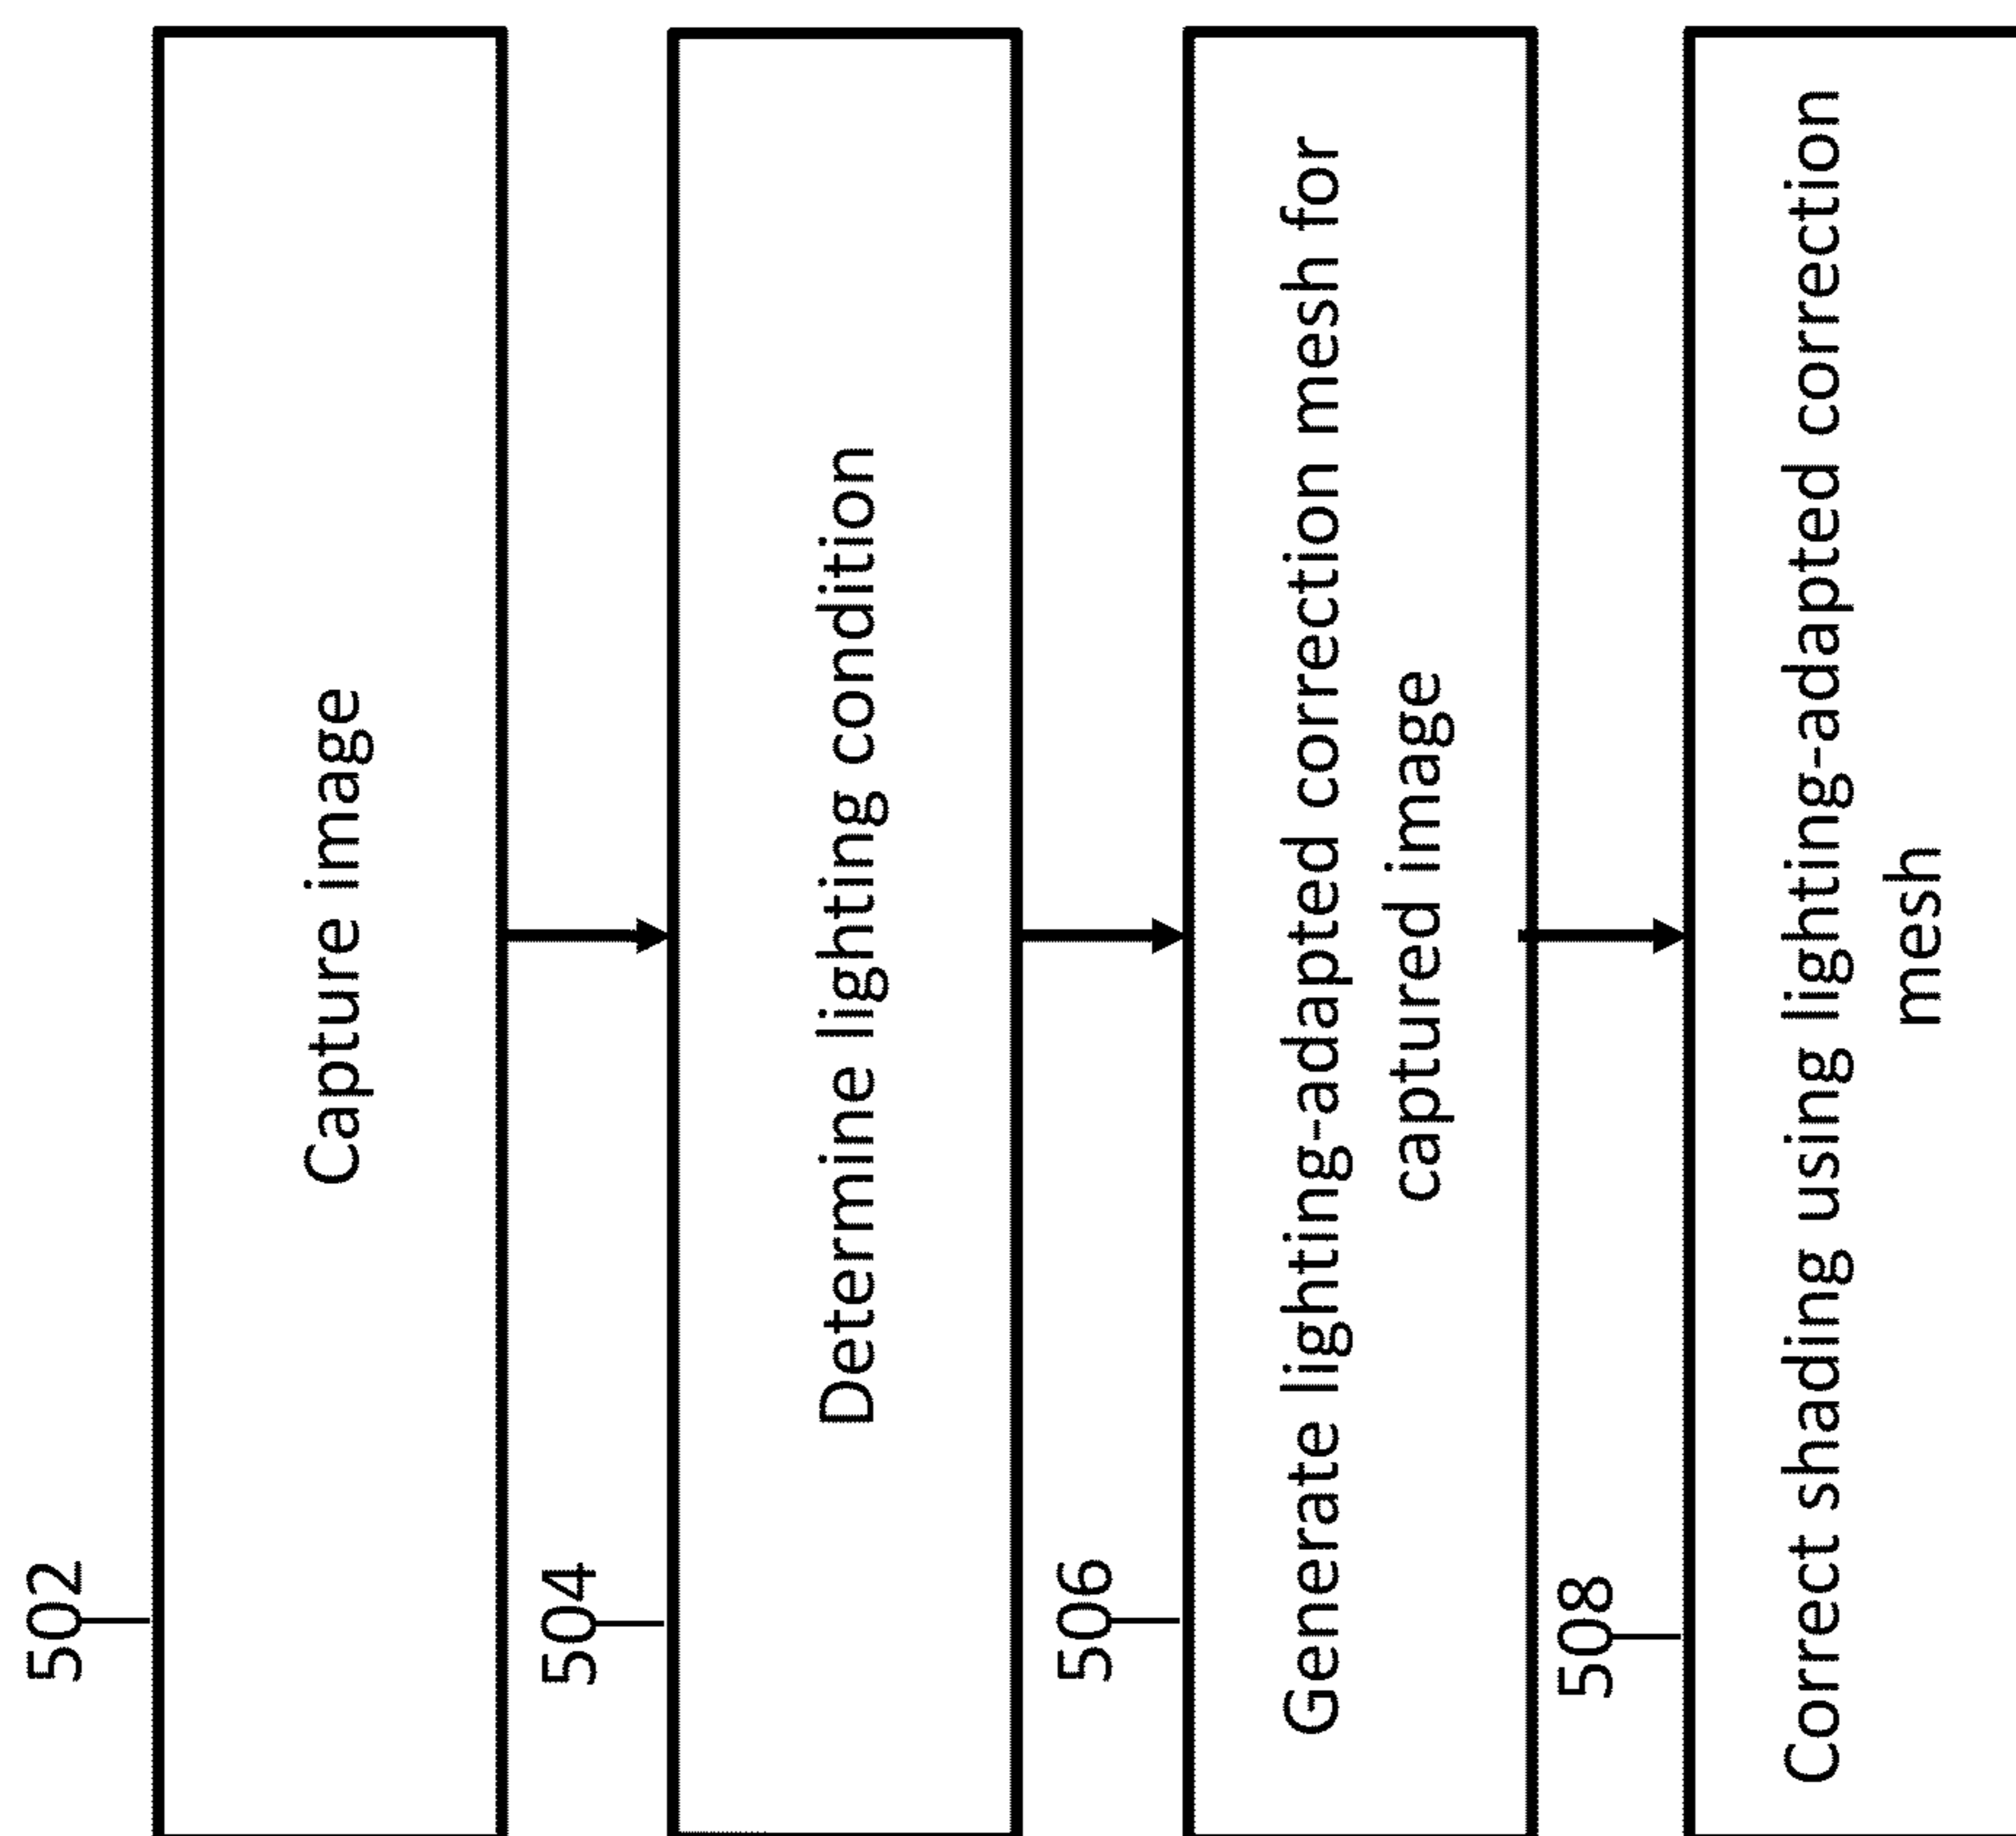 502
Capture image
504
Determine lighting condition
506
Generate lighting-adapted correction mesh for
captured image
508
Correct shading using lighting-adapted correction
mesh